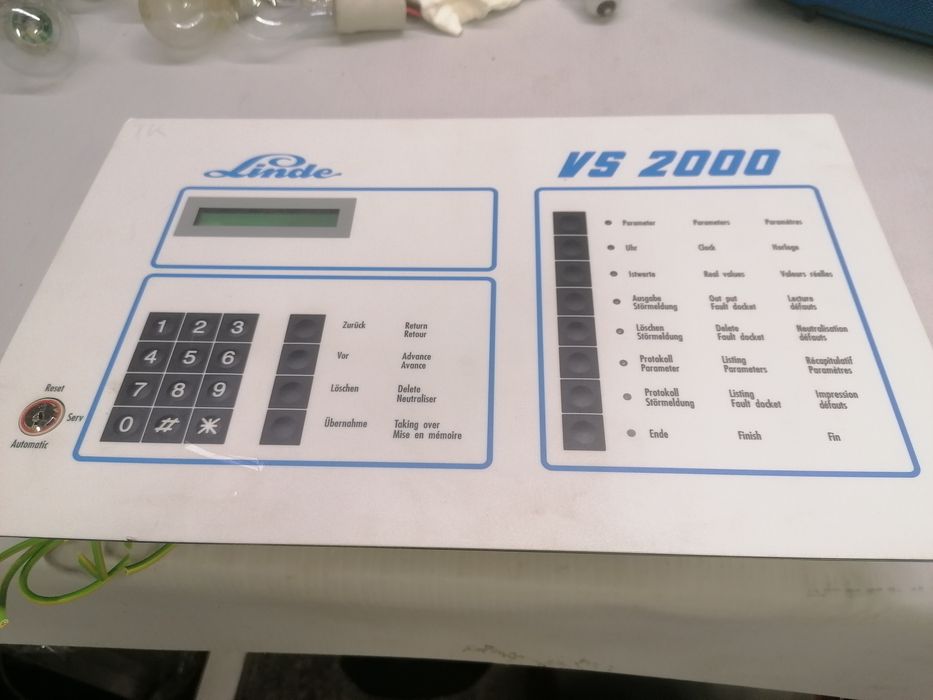 TK
Linde
VS 2000
Parameter Parameters Paramètres
Uhr Clock Horloge
Istwerte Real values Valeurs réelles
Ausgabe Out put Lecture
Störmeldung Fault docket défauts
Löschen Delete Neutralisation
Störmeldung Fault docket défauts
Protokoll Listing Récapitulatif
Parameter Parameters Paramètres
Protokoll Listing Impression
Störmeldung Fault docket défauts
Ende Finish Fin
1 2 3
4 5 6
7 8 9
0 # *
Zurück Return
Retour
Vor Advance
Avance
Löschen Delete
Neutraliser
Übernahme Taking over
Mise en mémoire
Reset
Serv
Automatic